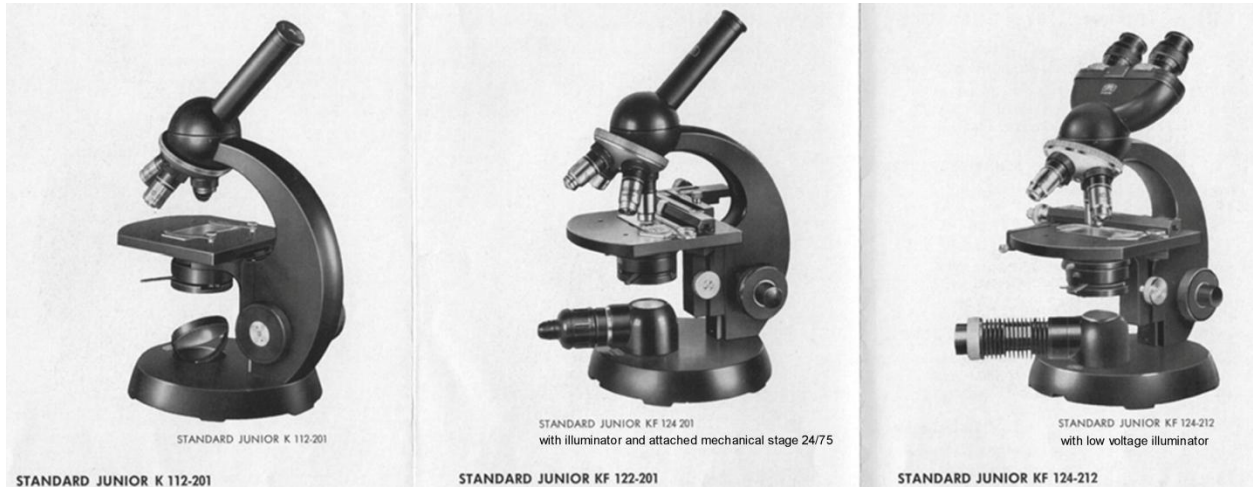 STANDARD JUNIOR K 112-201
STANDARD JUNIOR K 112-201
STANDARD JUNIOR KF 124 201
with illuminator and attached mechanical stage 24/75
STANDARD JUNIOR KF 122-201
STANDARD JUNIOR KF 124-212
with low voltage illuminator
STANDARD JUNIOR KF 124-212